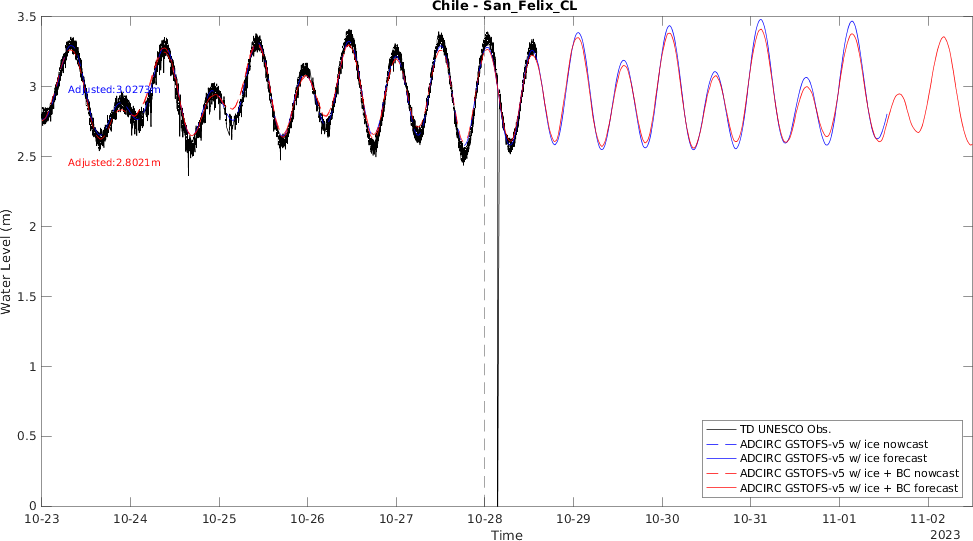 Chile - San_Felix_CL
3.5
3
2.5
2
1.5
1
0.5
0
Water Level (m)
Adjusted:3.0273m
Adjusted:2.8021m
TD UNESCO Obs.
ADCIRC GSTOFS-v5 w/ ice nowcast
ADCIRC GSTOFS-v5 w/ ice forecast
ADCIRC GSTOFS-v5 w/ ice + BC nowcast
ADCIRC GSTOFS-v5 w/ ice + BC forecast
10-23 10-24 10-25 10-26 10-27 10-28 10-29 10-30 10-31 11-01 11-02
Time
2023